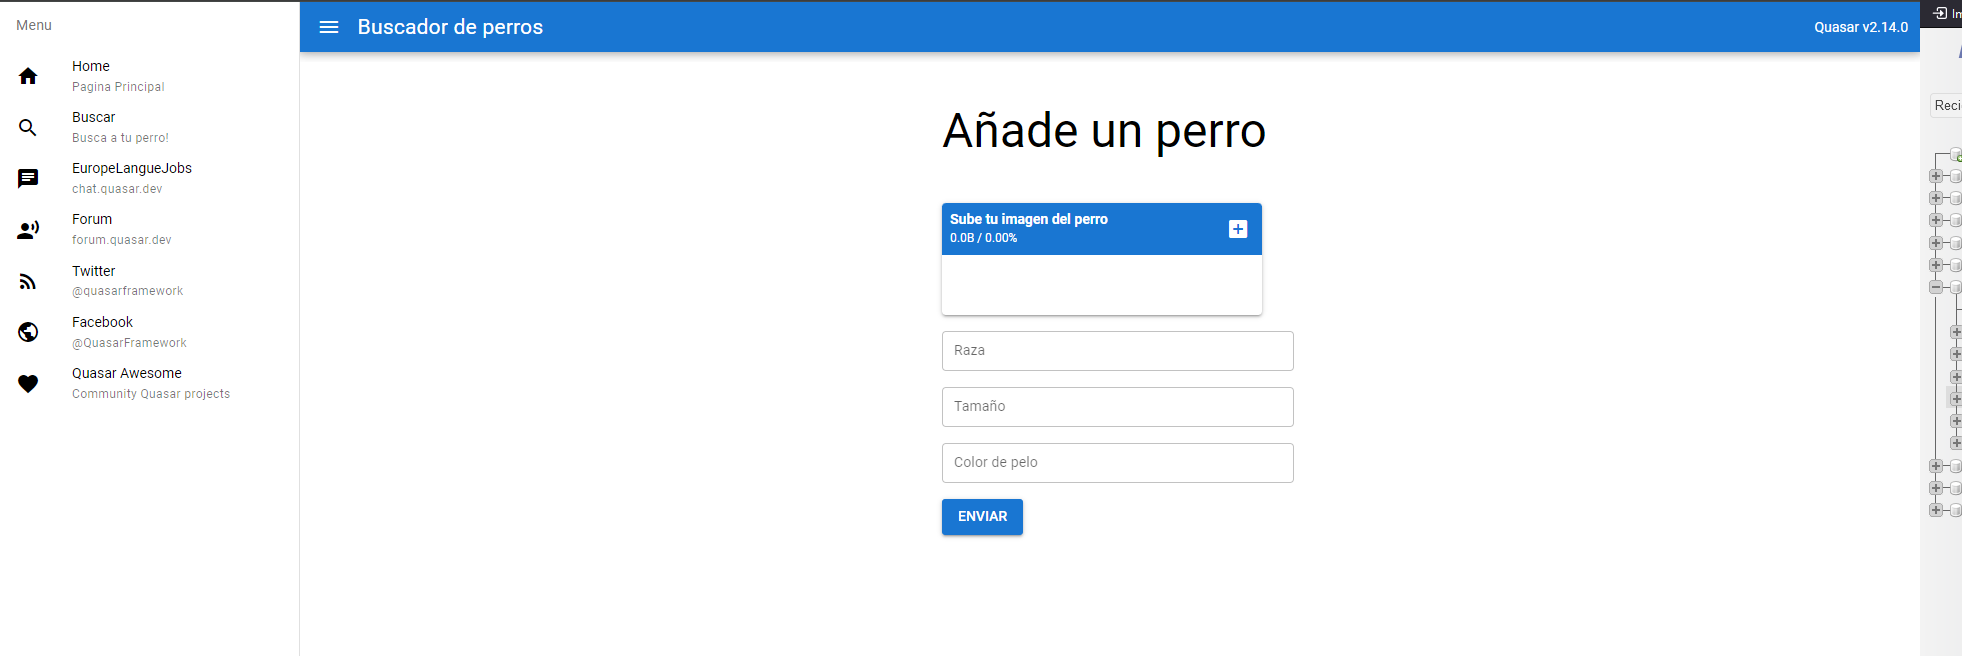 Menu
Home
Pagina Principal
Buscar
Busca a tu perro!
EuropeLangueJobs
chat.quasar.dev
Forum
forum.quasar.dev
Twitter
@quasarframework
Facebook
@QuasarFramework
Quasar Awesome
Community Quasar projects
Buscador de perros
Quasar v2.14.0
Añade un perro
Sube tu imagen del perro
0.0B / 0.00%
Raza
Tamaño
Color de pelo
ENVIAR